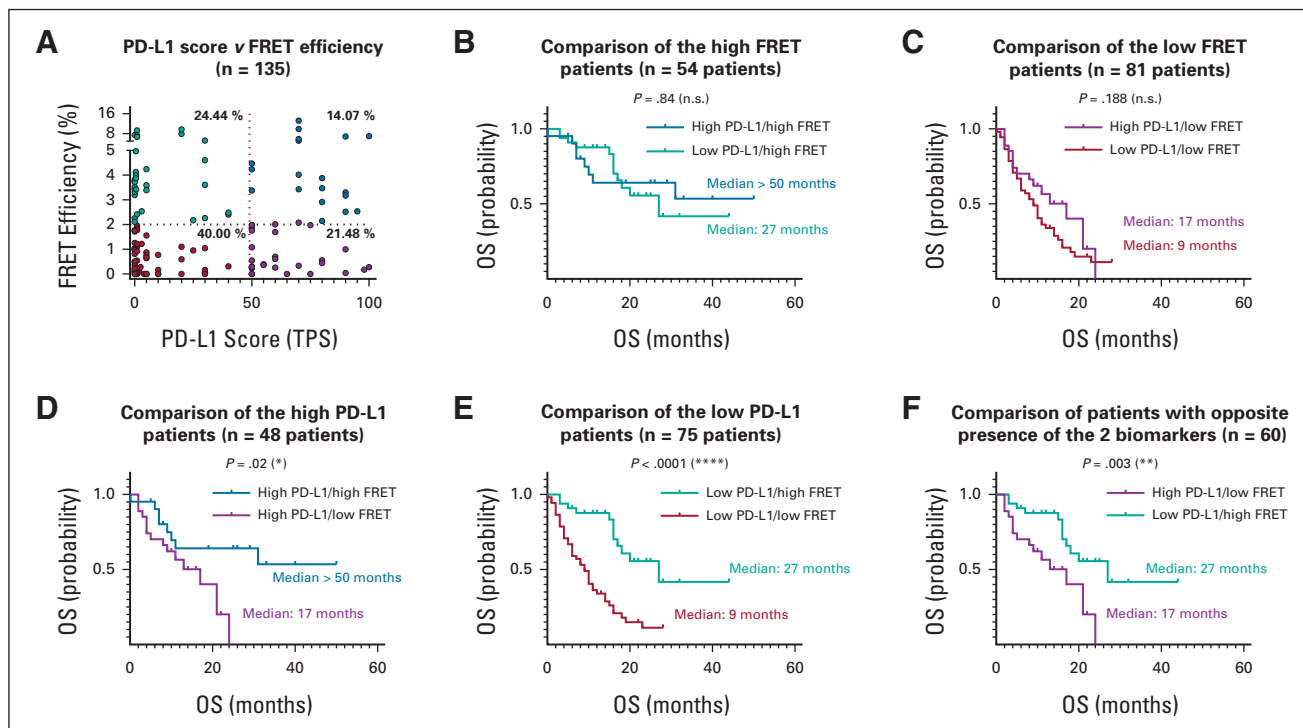 A
PD-L1 score v FRET efficiency
(n = 135)
FRET Efficiency (%)
16
8
5
4
3
2
1
0
24.44 %
14.07 %
40.00 %
21.48 %
0
50
100
PD-L1 Score (TPS)
B
Comparison of the high FRET
patients (n = 54 patients)
P = .84 (n.s.)
High PD-L1/high FRET
Low PD-L1/high FRET
Median > 50 months
Median: 27 months
OS (probability)
1.0
0.5
0
20
40
60
OS (months)
C
Comparison of the low FRET
patients (n = 81 patients)
P = .188 (n.s.)
High PD-L1/low FRET
Low PD-L1/low FRET
Median: 17 months
Median: 9 months
OS (probability)
1.0
0.5
0
20
40
60
OS (months)
D
Comparison of the high PD-L1
patients (n = 48 patients)
P = .02 (*)
High PD-L1/high FRET
High PD-L1/low FRET
Median > 50 months
Median: 17 months
OS (probability)
1.0
0.5
0
20
40
60
OS (months)
E
Comparison of the low PD-L1
patients (n = 75 patients)
P < .0001 (****)
Low PD-L1/high FRET
Low PD-L1/low FRET
Median: 27 months
Median: 9 months
OS (probability)
1.0
0.5
0
20
40
60
OS (months)
F
Comparison of patients with opposite
presence of the 2 biomarkers (n = 60)
P = .003 (**)
High PD-L1/low FRET
Low PD-L1/high FRET
Median: 27 months
Median: 17 months
OS (probability)
1.0
0.5
0
20
40
60
OS (months)